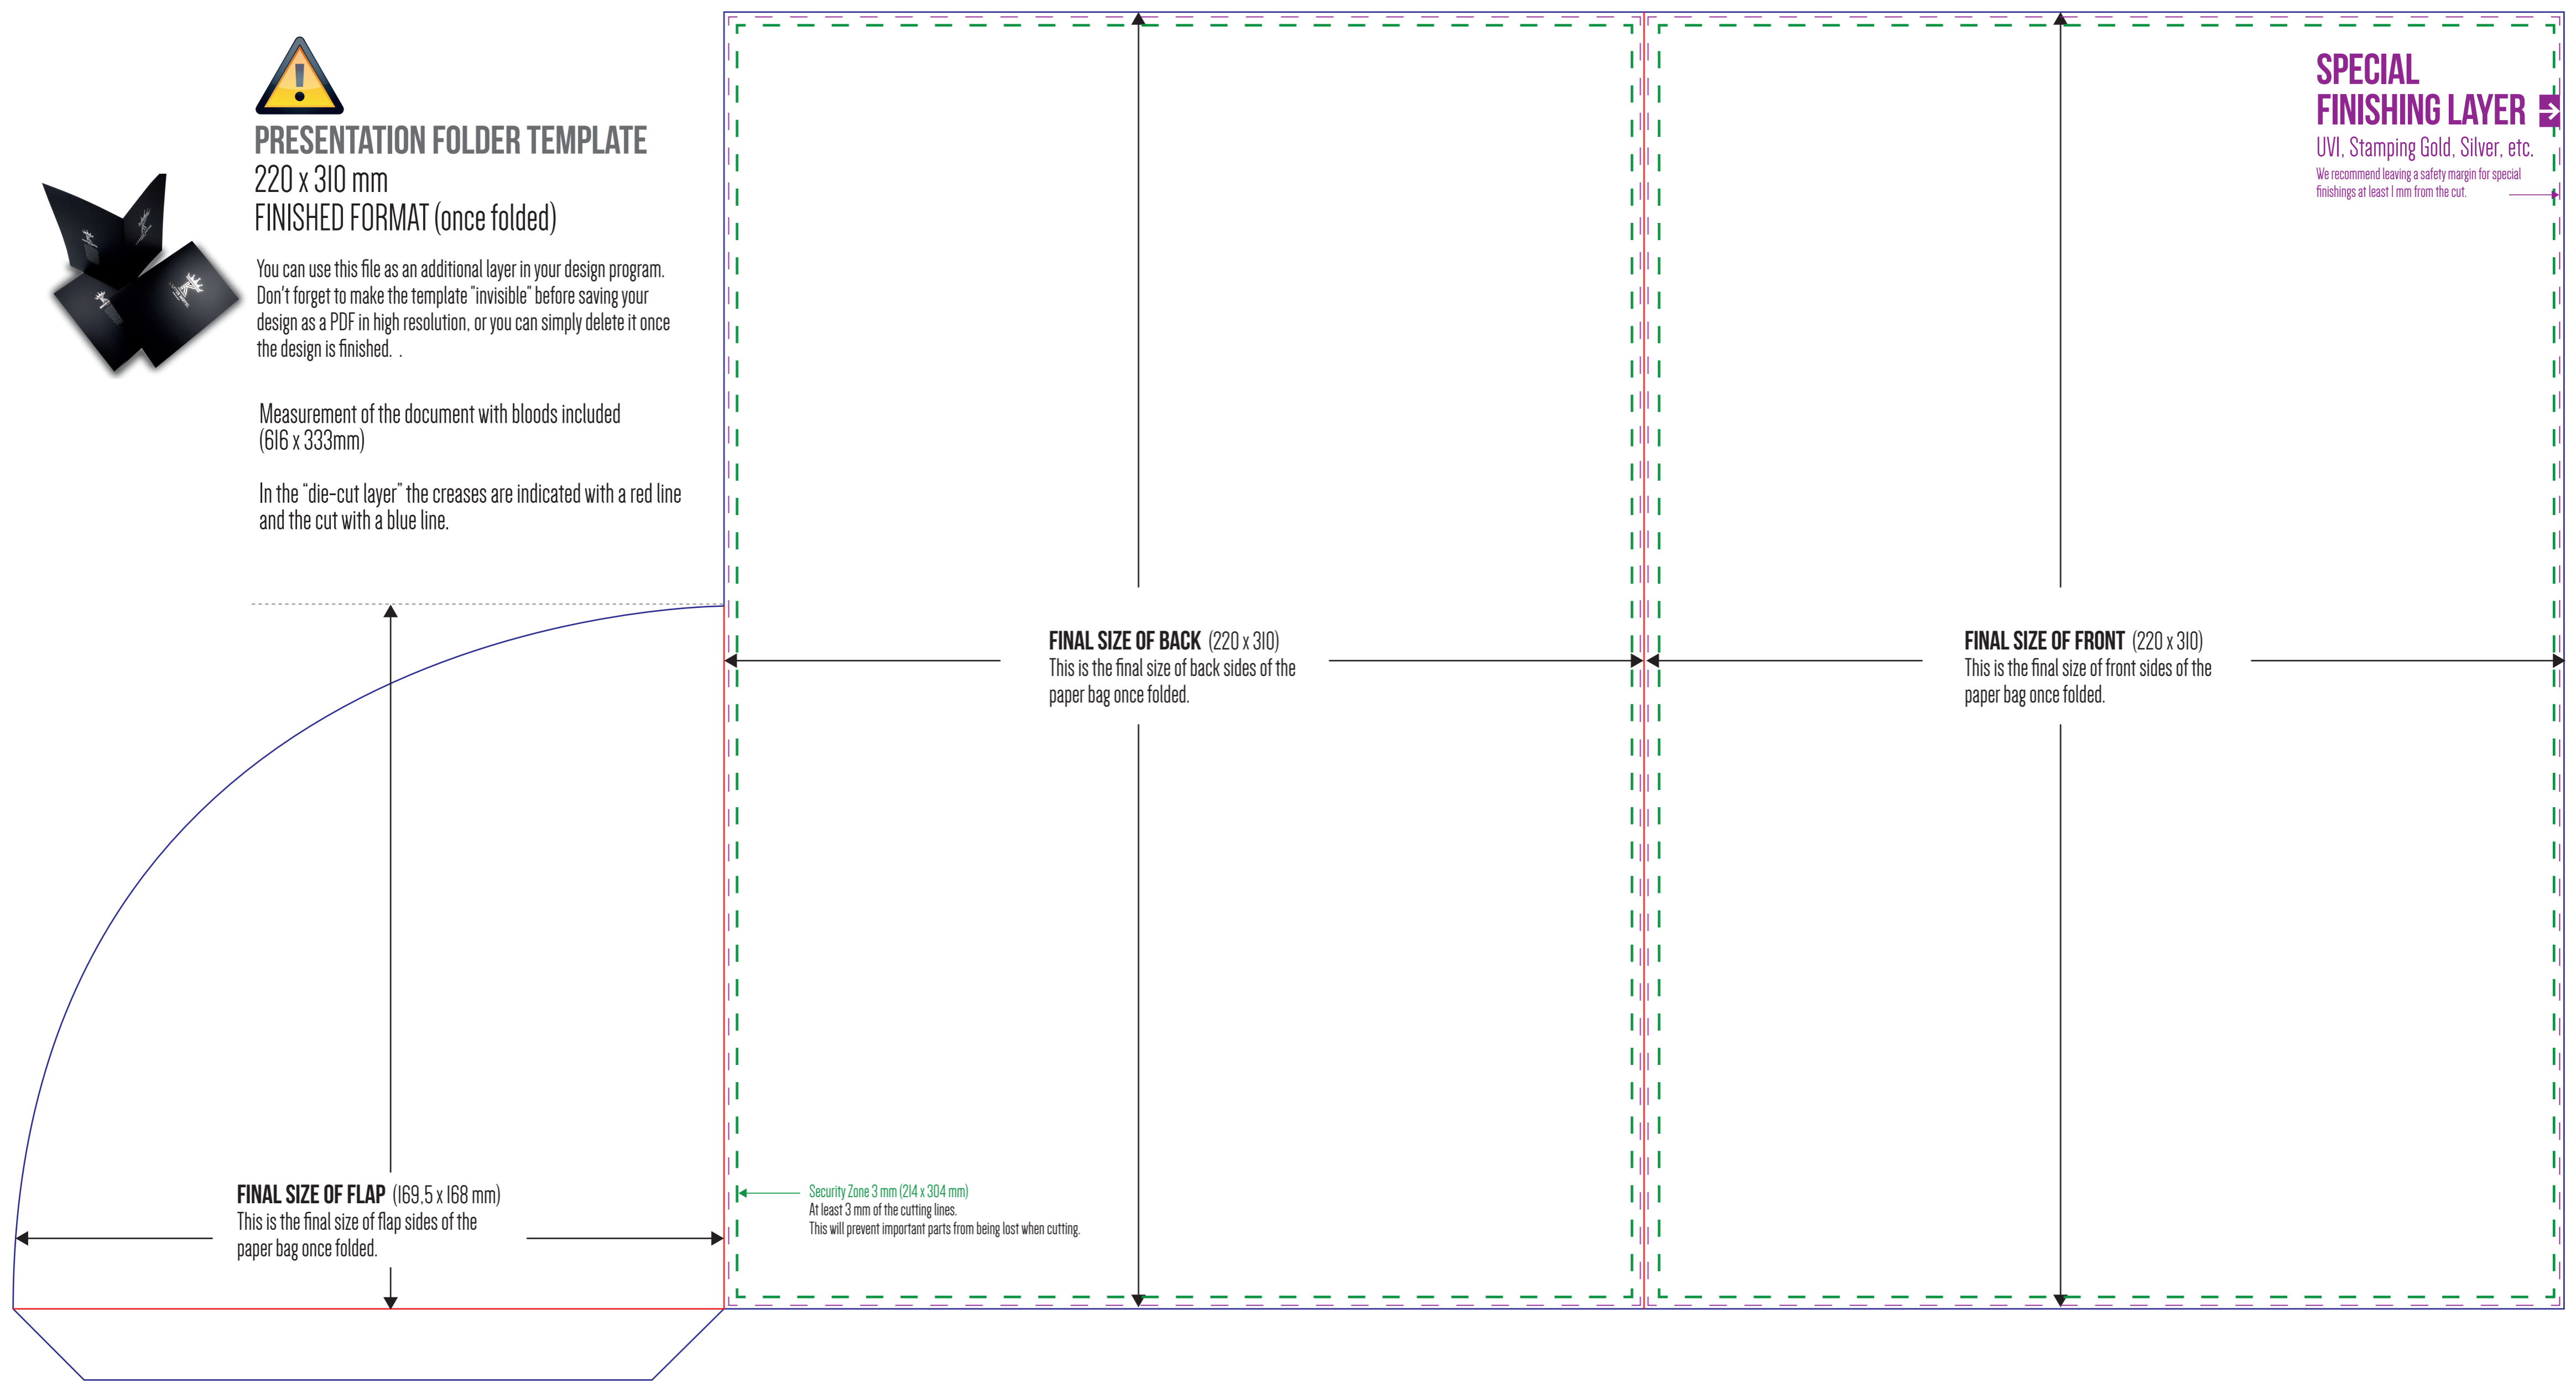 PRESENTATION FOLDER TEMPLATE
220 x 310 mm
FINISHED FORMAT (once folded)
You can use this file as an additional layer in your design program.
Don't forget to make the template "invisible" before saving your
design as a PDF in high resolution, or you can simply delete it once
the design is finished. .
Measurement of the document with bloods included
(616 x 333mm)
In the “die-cut layer” the creases are indicated with a red line
and the cut with a blue line.
SPECIAL
FINISHING LAYER
UVI, Stamping Gold, Silver, etc.
We recommend leaving a safety margin for special
finishings at least 1 mm from the cut.
FINAL SIZE OF BACK (220 x 310)
This is the final size of back sides of the
paper bag once folded.
FINAL SIZE OF FRONT (220 x 310)
This is the final size of front sides of the
paper bag once folded.
FINAL SIZE OF FLAP (169,5 x 168 mm)
This is the final size of flap sides of the
paper bag once folded.
Security Zone 3 mm (214 x 304 mm)
At least 3 mm of the cutting lines.
This will prevent important parts from being lost when cutting.